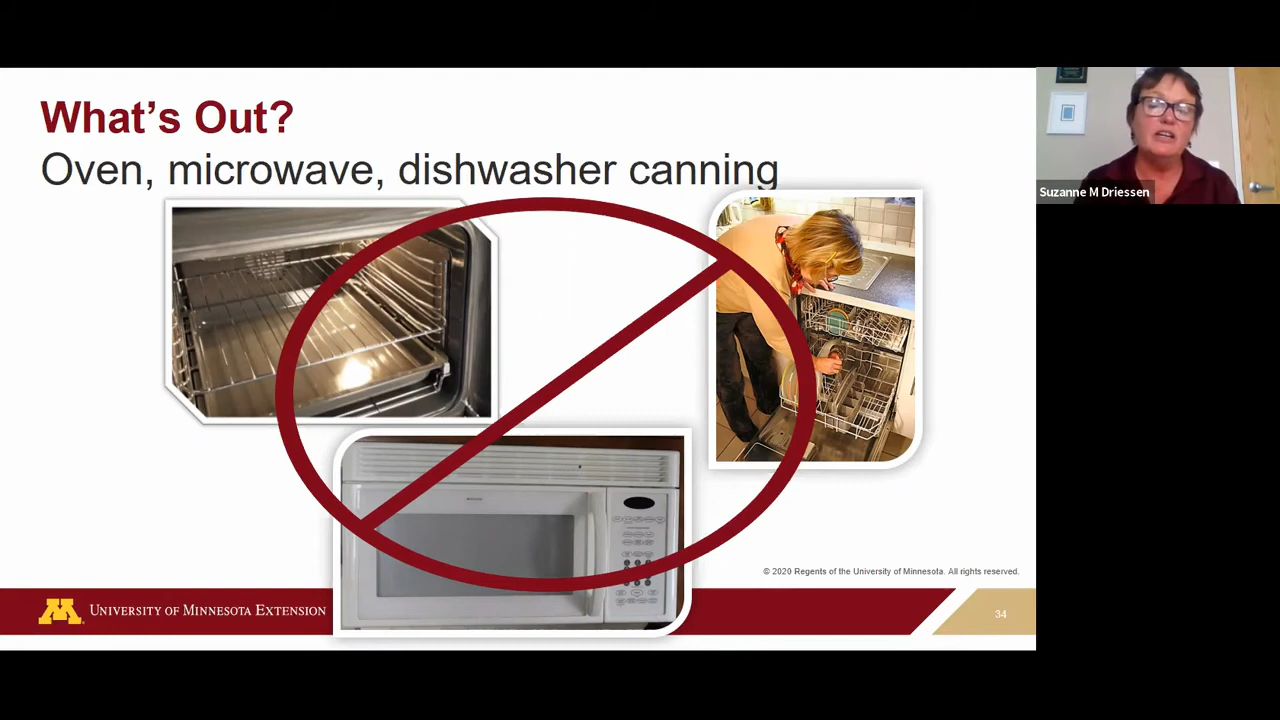 What's Out?
Oven, microwave, dishwasher canning
Suzanne M Driessen
© 2020 Regents of the University of Minnesota. All rights reserved.
UNIVERSITY OF MINNESOTA EXTENSION
34